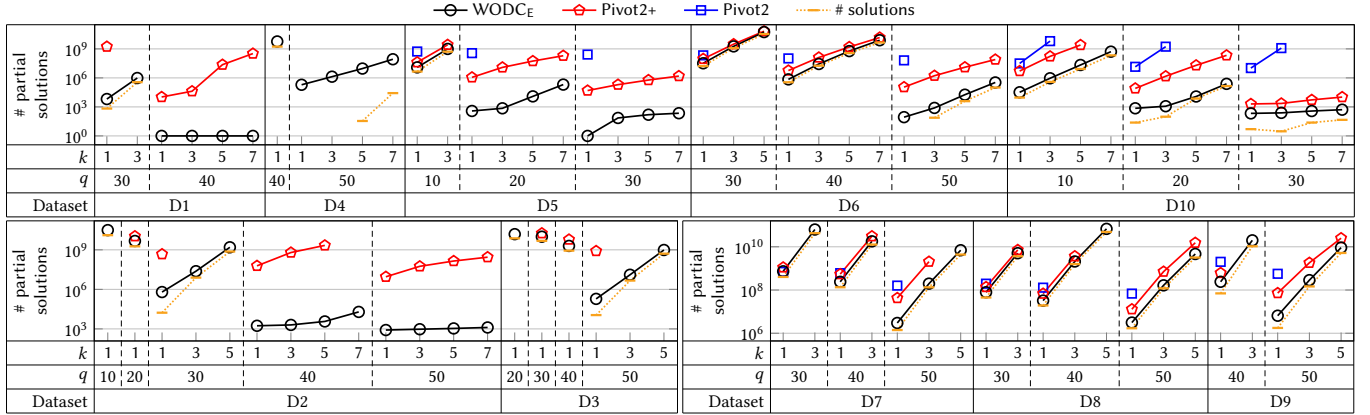 WODC_E Pivot2+ Pivot2 # solutions
# partial solutions
10^9
10^6
10^3
10^0
k 1 3 1 3 5 7 1 1 3 5 7 1 3 1 3 5 7 1 3 5 7 1 3 5 1 3 5 7 1 3 5 7 1 3 5 7 1 3 5 7 1 3 5 7
q 30 40 40 50 10 20 30 30 40 50 10 20 30
Dataset D1 D4 D5 D6 D10
# partial solutions
10^9
10^6
10^3
k 1 1 1 3 5 1 3 5 7 1 3 5 7 1 1 1 1 3 5
q 10 20 30 40 50 20 30 40 50
Dataset D2 D3
# partial solutions
10^10
10^8
10^6
k 1 3 1 3 1 3 5 1 3 1 3 5 1 3 5 1 3 1 3 5
q 30 40 50 30 40 50 40 50
Dataset D7 D8 D9